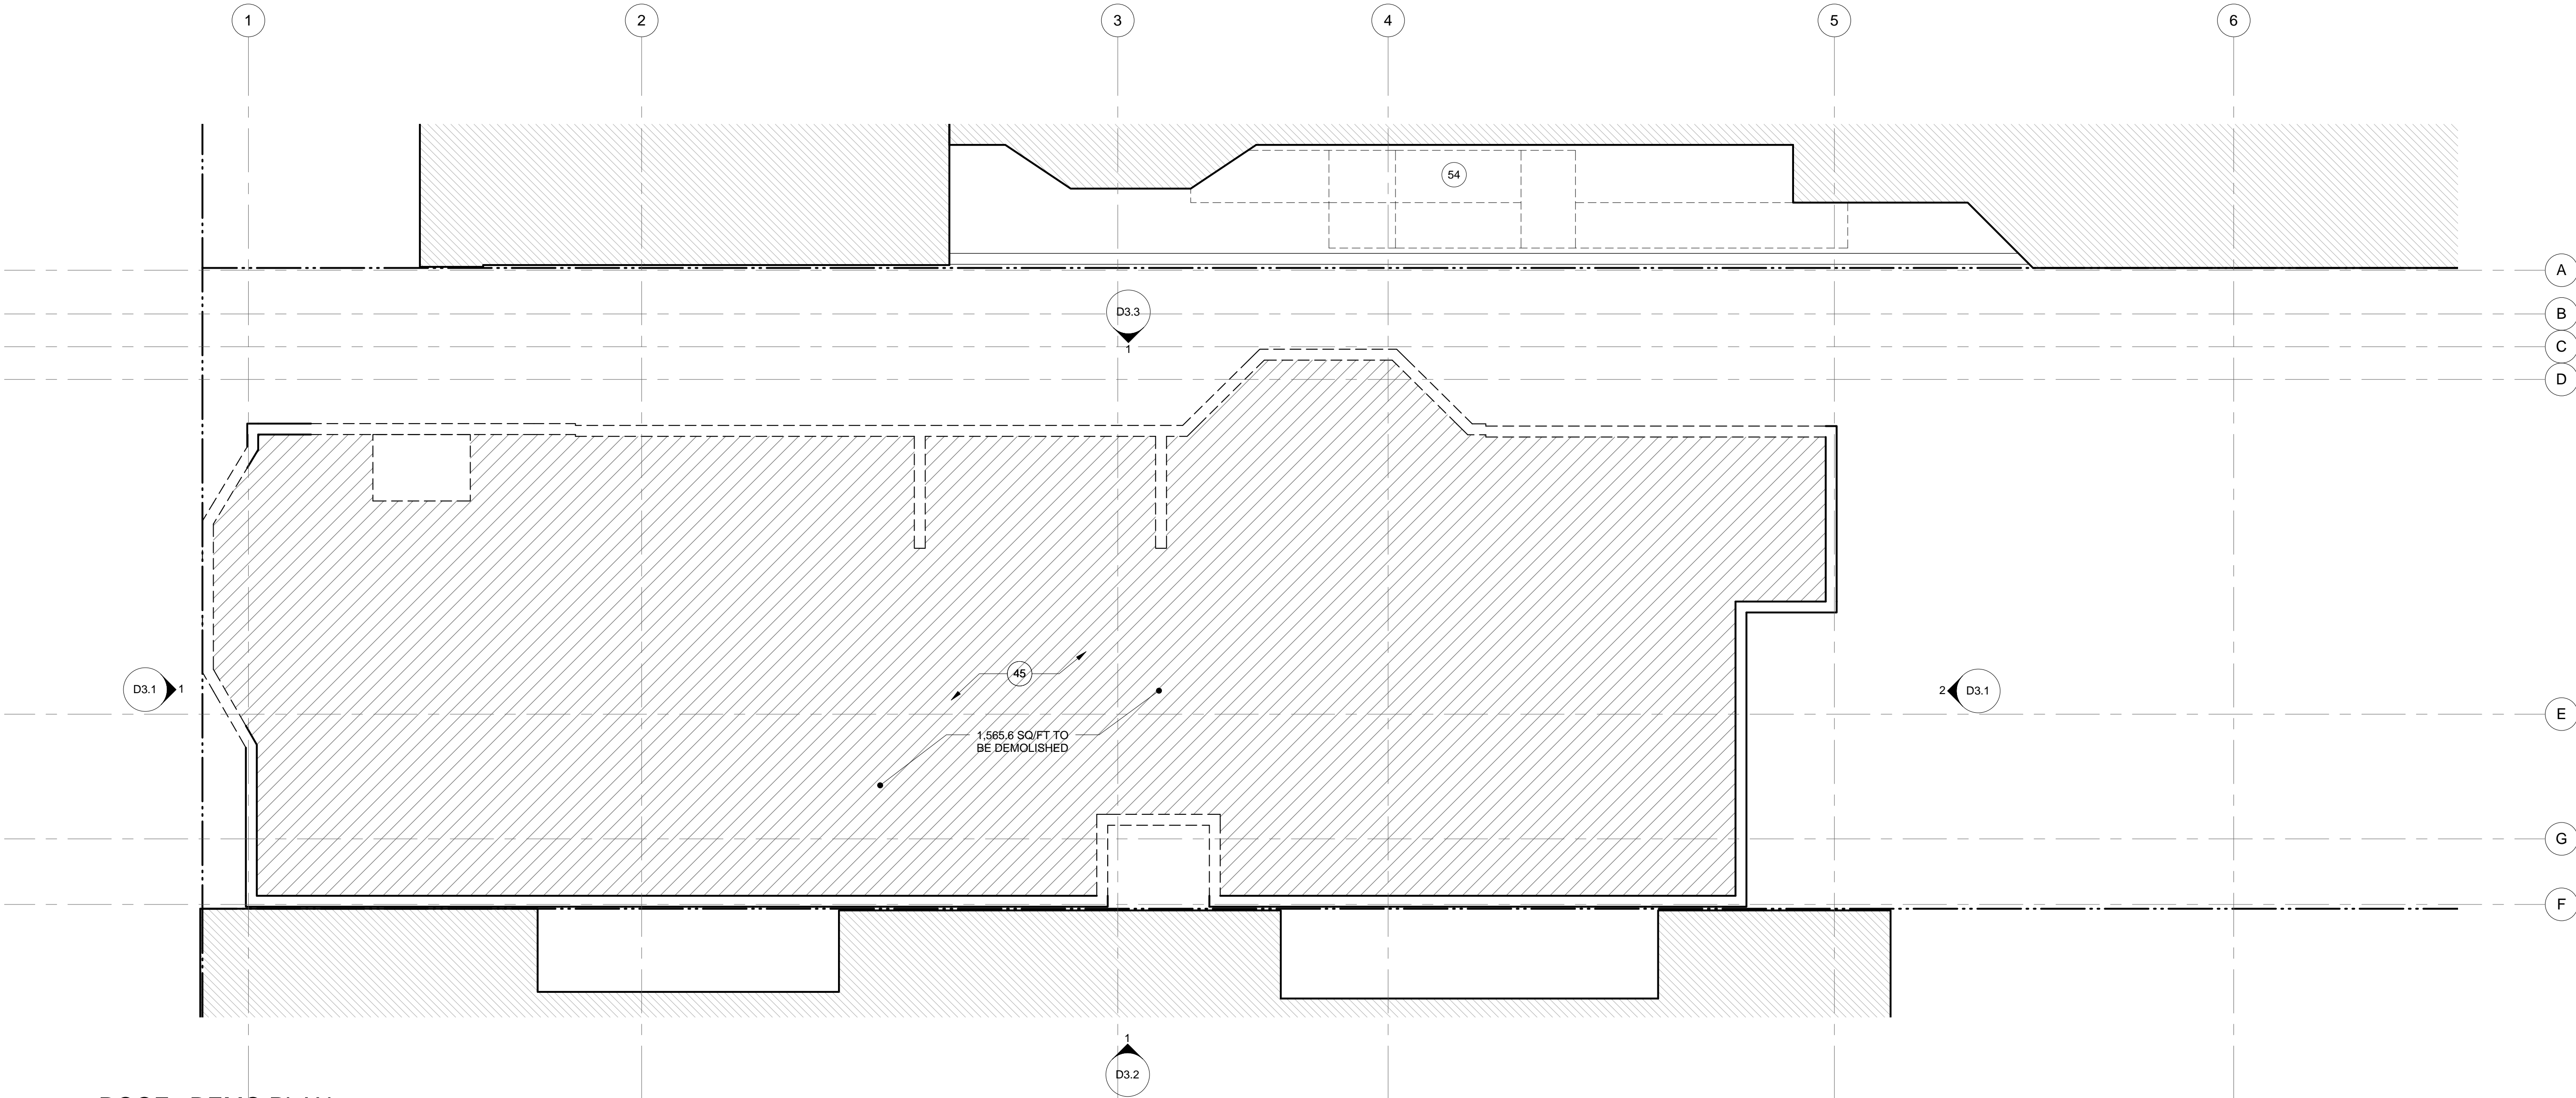 1
2
3
4
5
6
54
A
B
C
D
D3.3
1
45
D3.1
1
2
D3.1
E
1,565.6 SQ/FT TO
BE DEMOLISHED
G
F
1
D3.2